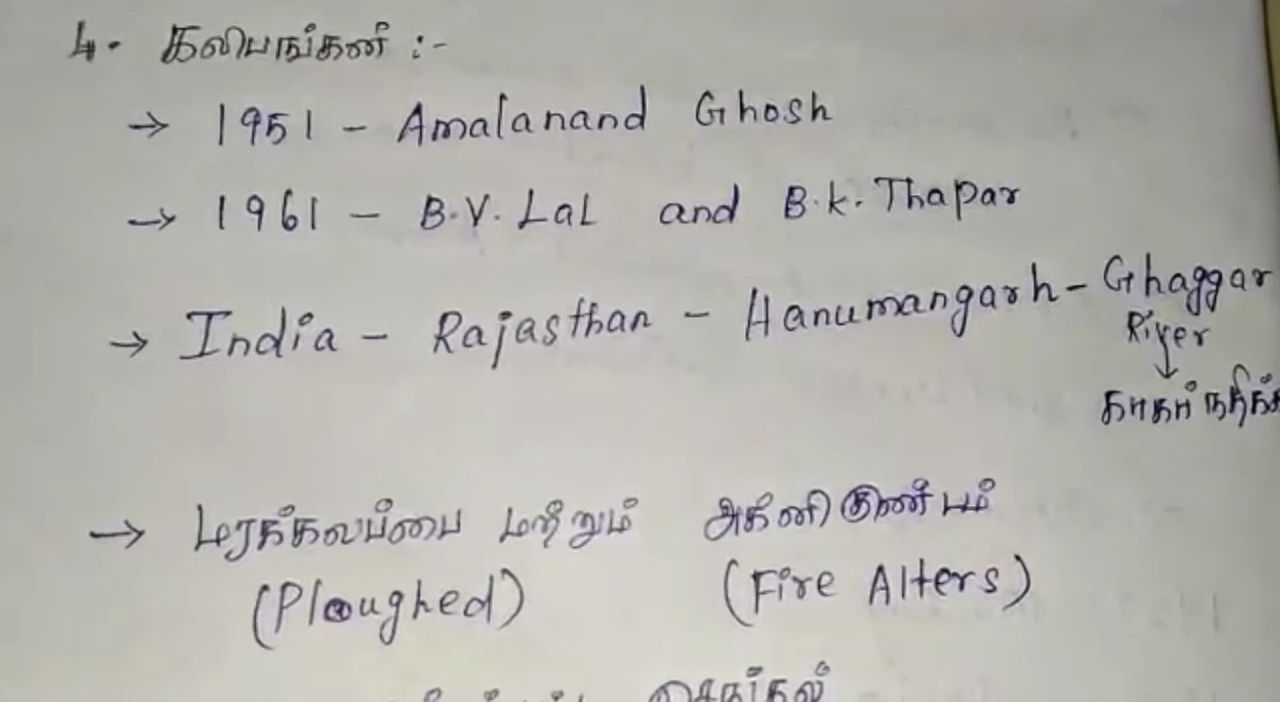 4. கலிபங்கன் :-
→ 1951 - Amalanand Ghosh
→ 1961 - B.V. Lal and B.k. Thapar
→ India - Rajasthan - Hanumangarh - Ghaggar
River
↓
காகர்
→ மரக்கலப்பை மற்றும் அக்னி குண்டம்
(Ploughed) (Fire Alters)